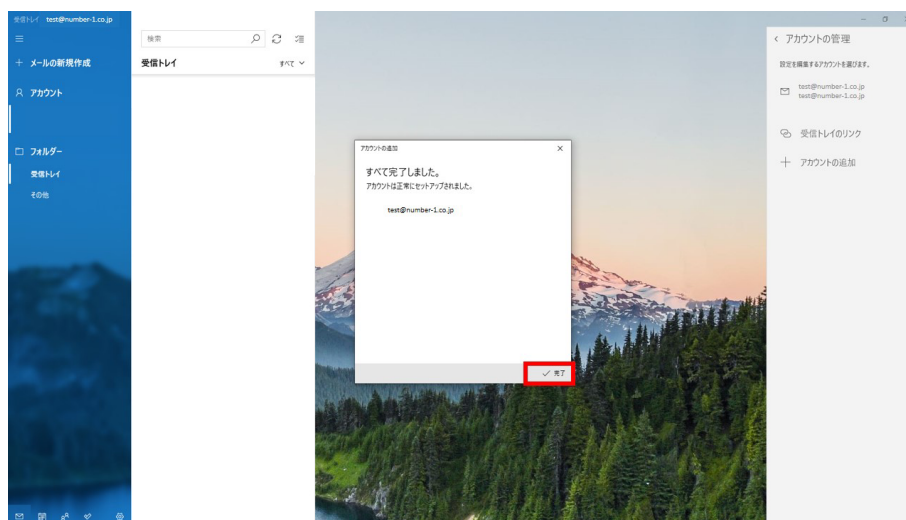 受信トレイ test@number-1.co.jp
メールの新規作成
アカウント
フォルダー
受信トレイ
その他
検索
受信トレイ すべて
アカウントの追加
すべて完了しました。
アカウントは正常にセットアップされました。
test@number-1.co.jp
完了
アカウントの管理
設定を編集するアカウントを選びます。
test@number-1.co.jp
test@number-1.co.jp
受信トレイのリンク
アカウントの追加